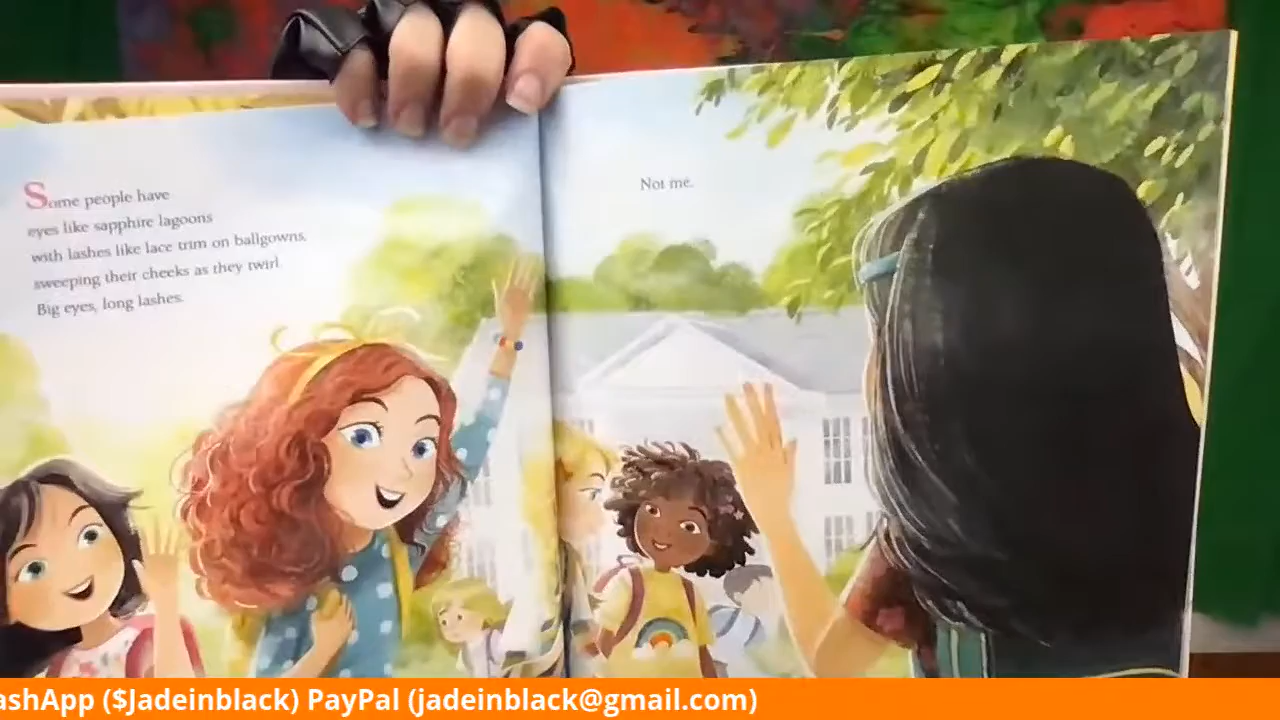 Some people have
eyes like sapphire lagoons
with lashes like lace trim on ballgowns,
sweeping their cheeks as they twirl.
Big eyes, long lashes.
Not me.
ashApp ($Jadeinblack) PayPal (jadeinblack@gmail.com)